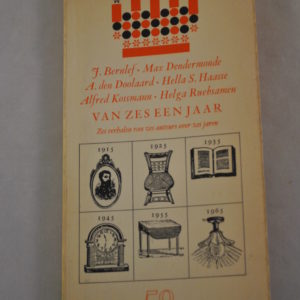 J. Bernlef · Max Dendermonde
A. den Doolaard · Hella S. Haasse
Alfred Kossmann · Helga Ruebsamen
VAN ZES EEN JAAR
Zes verhalen van zes auteurs over zes jaren
1915 1925 1935
1945 1955 1965
50